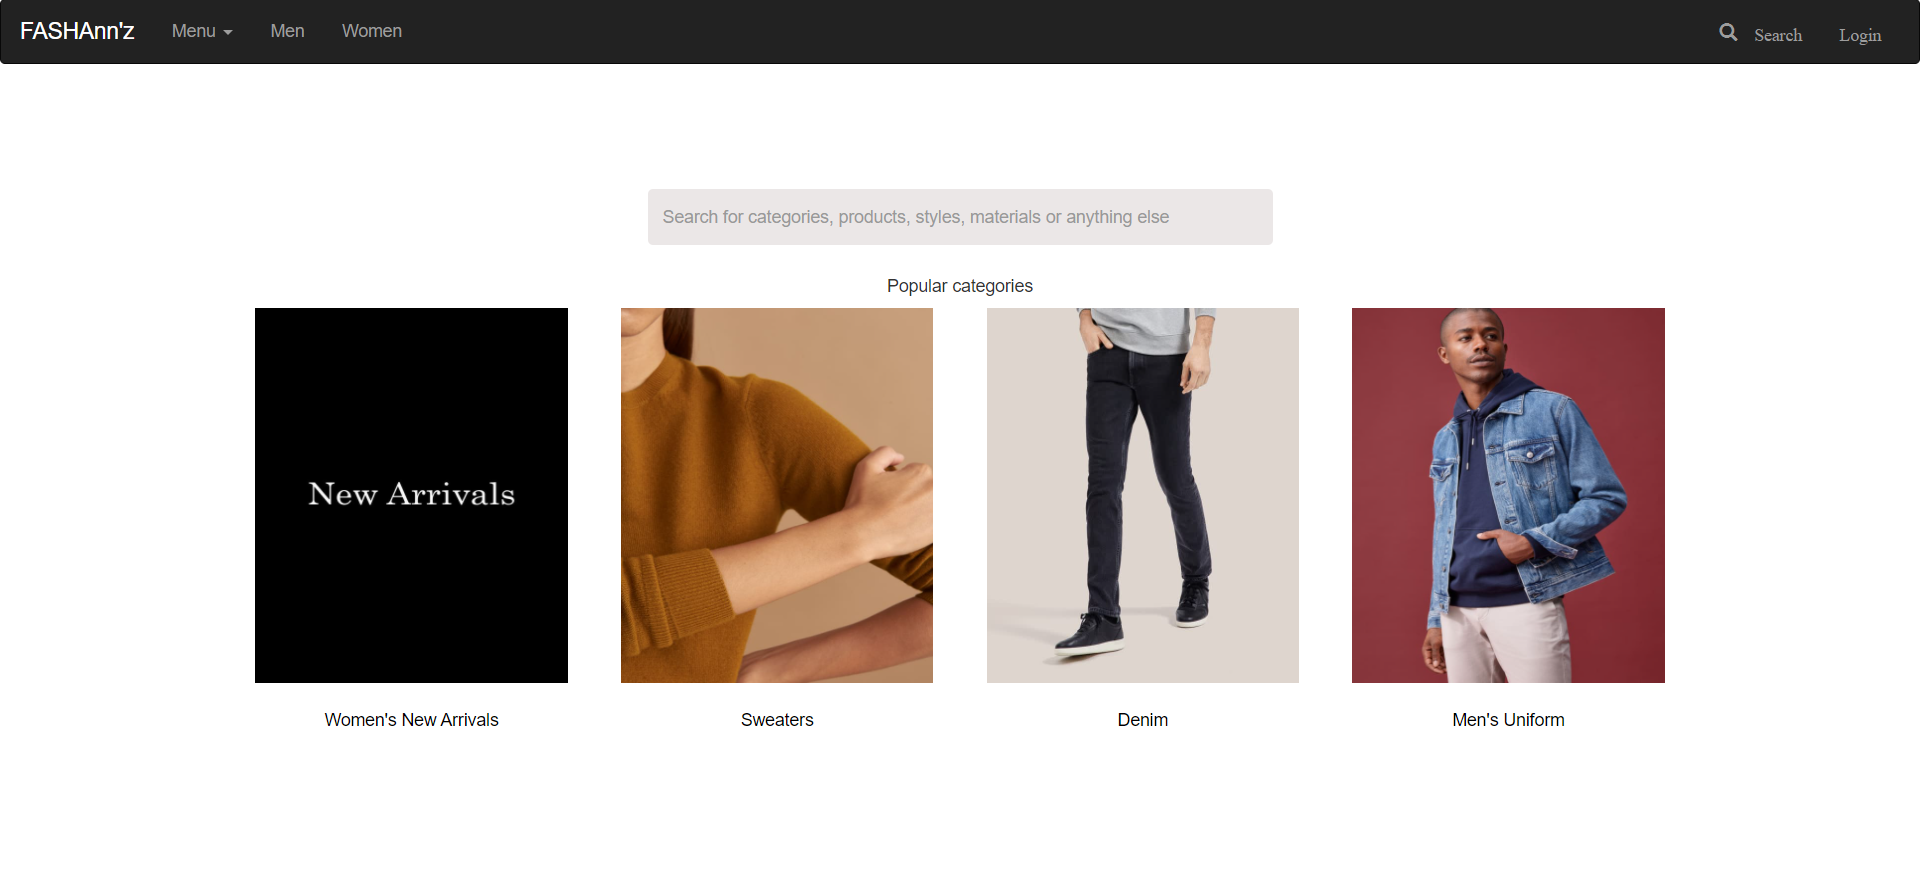 FASHAnn'z Menu Men Women Search Login
Search for categories, products, styles, materials or anything else
Popular categories
New Arrivals
Women's New Arrivals Sweaters Denim Men's Uniform